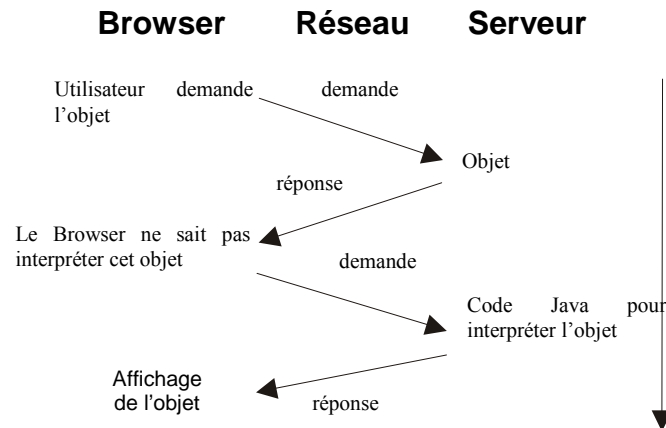 Browser Réseau Serveur
Utilisateur demande demande
l’objet
Objet
réponse
Le Browser ne sait pas
interpréter cet objet
demande
Code Java pour
interpréter l’objet
Affichage
de l’objet
réponse